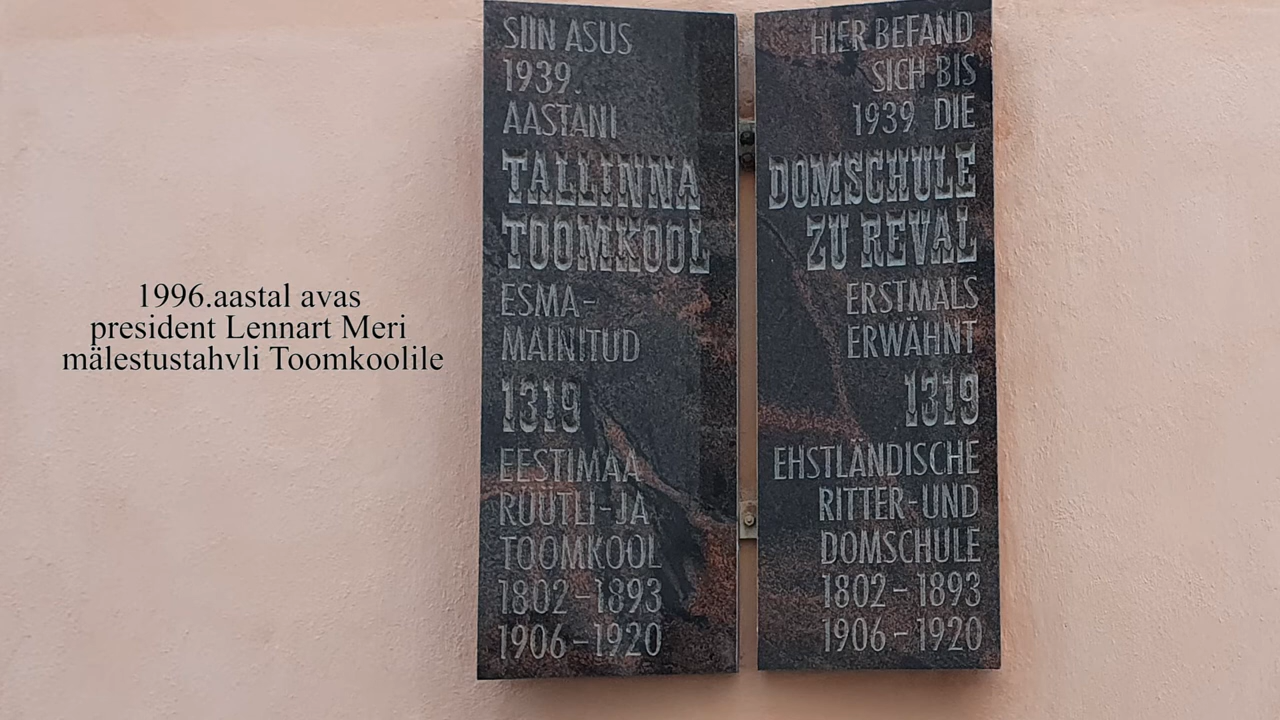 1996.aastal avas
president Lennart Meri
mälestustahvli Toomkoolile
SIIN ASUS
1939.
AASTANI
TALLINNA
TOOMKOOL
ESMA-
MAINITUD
1319
EESTIMAA
RÜÜTLI-JA
TOOMKOOL
1802-1893
1906-1920
HIER BEFAND
SICH BIS
1939 DIE
DOMSCHULE
ZU REVAL
ERSTMALS
ERWÄHNT
1319
EHSTLÄNDISCHE
RITTER-UND
DOMSCHULE
1802-1893
1906-1920